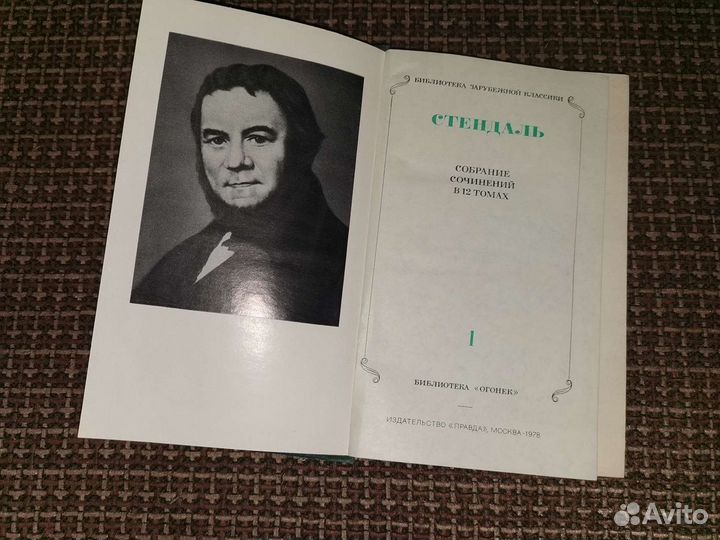 БИБЛИОТЕКА ЗАРУБЕЖНОЙ КЛАССИКИ
СТЕНДАЛЬ
СОБРАНИЕ
СОЧИНЕНИЙ
В 12 ТОМАХ
1
БИБЛИОТЕКА «ОГОНЕК»
ИЗДАТЕЛЬСТВО «ПРАВДА», МОСКВА-1978
Avito